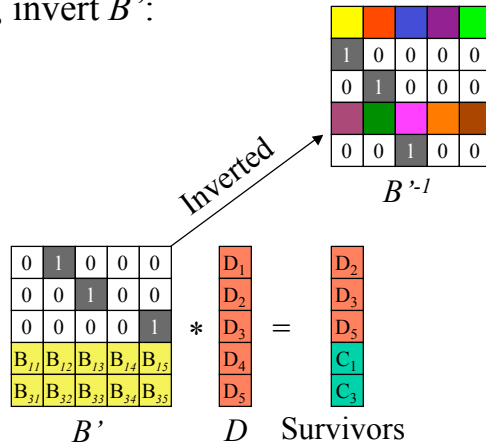 , invert B’:
1 0 0 0 0
0 1 0 0 0
0 0 1 0 0
B’-1
Inverted
0 1 0 0 0
0 0 1 0 0
0 0 0 1
B11 B12 B13 B14 B15
B31 B32 B33 B34 B35
*
D1
D2
D3
D4
D5
=
D2
D3
D5
C1
C3
B’ D Survivors